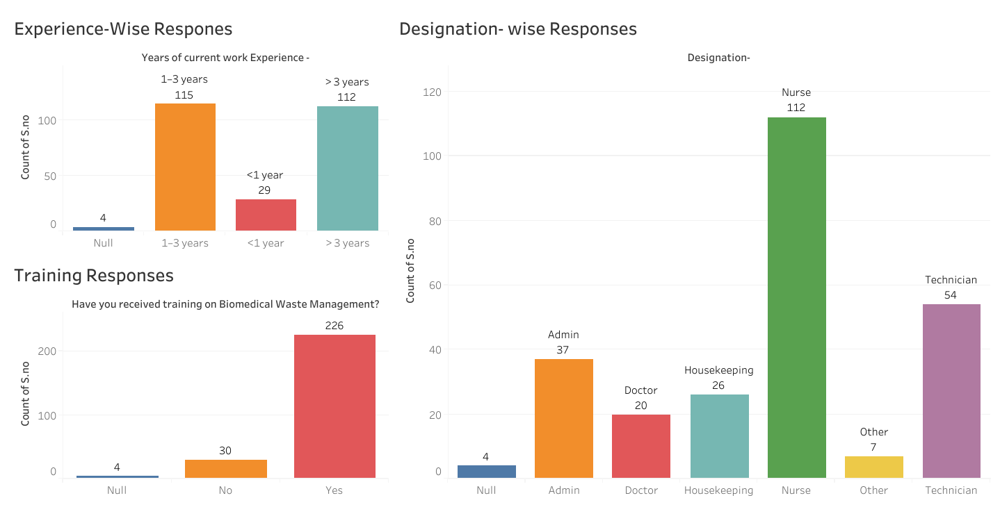 Experience-Wise Respones
Years of current work Experience -
Count of S.no
100
50
0
4
1–3 years
115
<1 year
29
> 3 years
112
Null
1–3 years
<1 year
> 3 years
Training Responses
Have you received training on Biomedical Waste Management?
Count of S.no
200
100
0
4
30
226
Null
No
Yes
Designation- wise Responses
Designation-
Count of S.no
120
100
80
60
40
20
0
4
Admin
37
Doctor
20
Housekeeping
26
Nurse
112
Other
7
Technician
54
Null
Admin
Doctor
Housekeeping
Nurse
Other
Technician